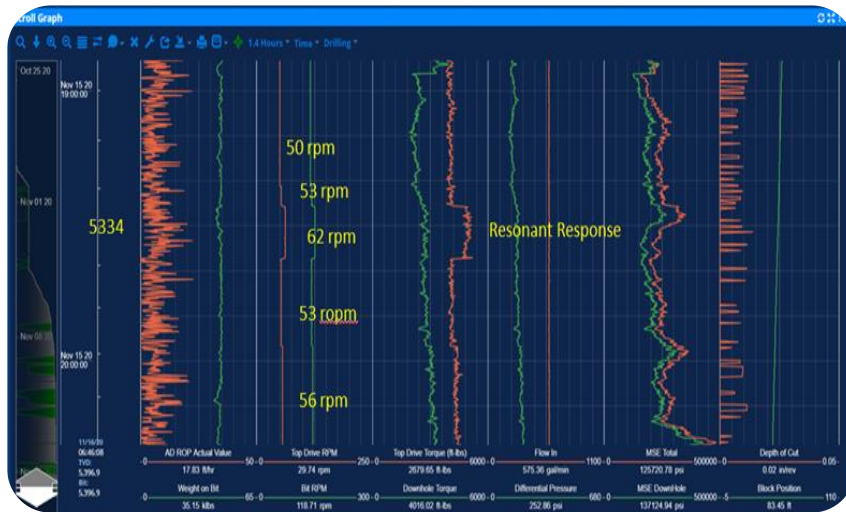 croll Graph
1.4 Hours
Time
Drilling
Oct 25 20
Nov 15 20
19:00:00
50 rpm
53 rpm
Nov 01 20
5334
62 rpm
Resonant Response
53 ropm
Nov 15 20
20:00:00
56 rpm
11/16/20
06:46:08
TVD:
5,396.9
Bit:
5,396.9
0 AD ROP Actual Value 50
17.83 ft/hr
0 Top Drive RPM 250
29.74 rpm
0 Top Drive Torque (ft-lbs) 6000
2679.65 ft-lbs
0 Flow In 1100
575.36 gal/min
0 MSE Total 500000
125720.78 psi
0 Depth of Cut 0.05
0.02 in/rev
0 Weight on Bit 65
35.15 klbs
0 Bit RPM 300
118.71 rpm
0 Downhole Torque 6000
4016.02 ft-lbs
0 Differential Pressure 680
252.86 psi
0 MSE DownHole 500000
137124.94 psi
-5 Block Position 110
83.45 ft